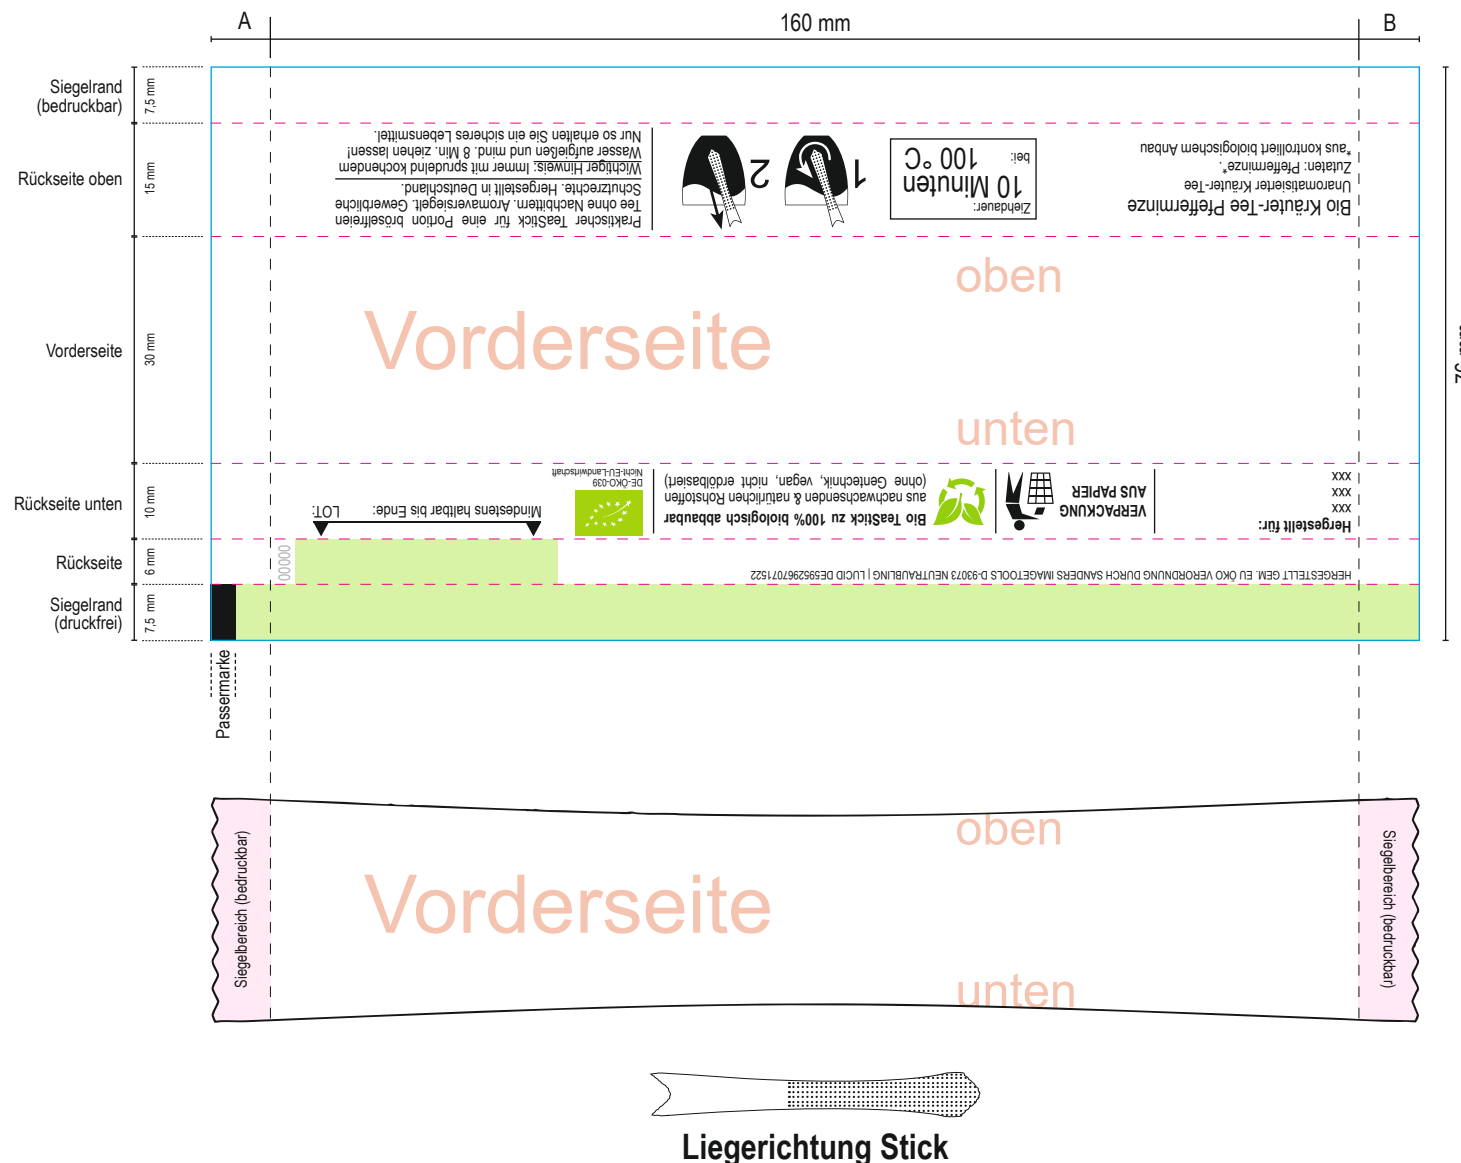 A
160 mm
B
Siegelrand
(bedruckbar)
7,5 mm
Rückseite oben
15 mm
Bio Kräuter-Tee Pfefferminze
Unaromatisierter Kräuter-Tee
Zutaten: Pfefferminze*.
*aus kontrolliert biologischem Anbau
Ziehdauer:
10 Minuten
bei:
100 °C
1
2
Praktischer TeaStick für eine Portion bröselfreien
Tee ohne Nachbittern. Aromaversiegelt. Gewerbliche
Schutzrechte. Hergestellt in Deutschland.
Wichtiger Hinweis: Immer mit sprudelnd kochendem
Wasser aufgießen und mind. 8 Min. ziehen lassen!
Nur so erhalten Sie ein sicheres Lebensmittel.
Vorderseite
30 mm
oben
Vorderseite
unten
Rückseite unten
10 mm
Hergestellt für:
xxx
xxx
xxx
VERPACKUNG
AUS PAPIER
Bio TeaStick zu 100% biologisch abbaubar
aus nachwachsenden & natürlichen Rohstoffen
(ohne Gentechnik, vegan, nicht erdölbasiert)
DE-ÖKO-039
Nicht-EU-Landwirtschaft
Mindestens haltbar bis Ende:
LOT:
Rückseite
6 mm
00000
HERGESTELLT GEM. EU ÖKO VERORDNUNG DURCH SANDERS IMAGETOOLS D-93073 NEUTRAUBLING | LUCID DE5952967071522
Siegelrand
(druckfrei)
7,5 mm
Passermarke
Siegelbereich (bedruckbar)
oben
Vorderseite
unten
Siegelbereich (bedruckbar)
Liegerichtung Stick